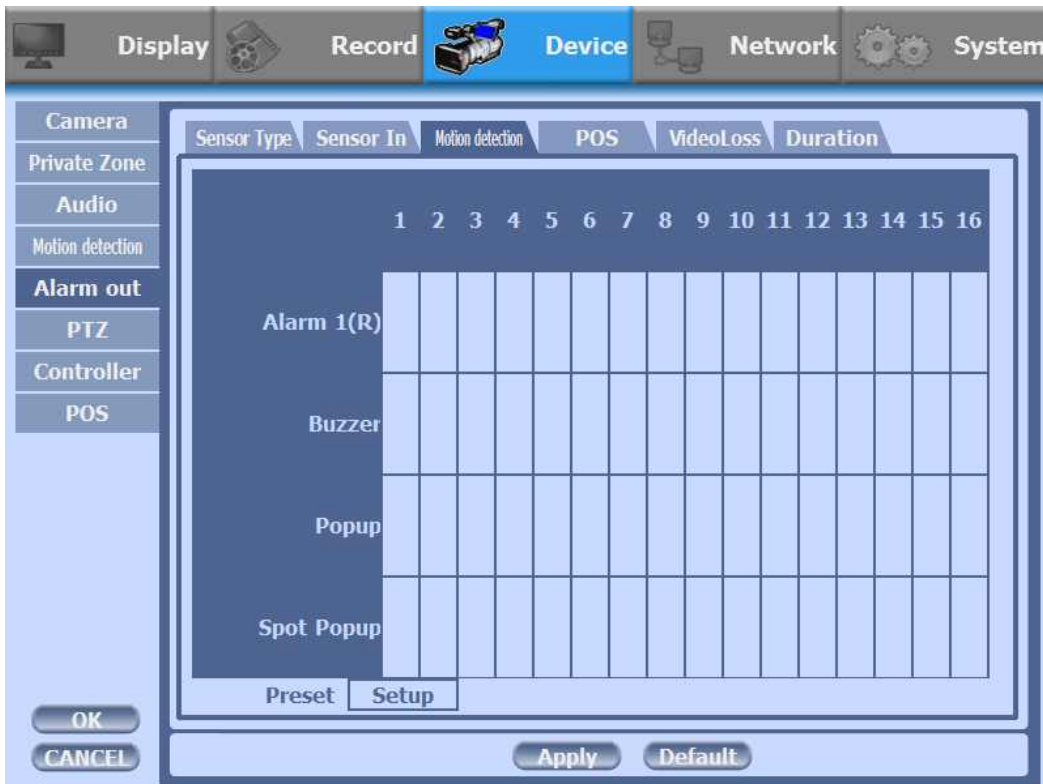 Display Record Device Network System
Camera
Private Zone
Audio
Motion detection
Alarm out
PTZ
Controller
POS
OK
CANCEL
Sensor Type Sensor In Motion detection POS VideoLoss Duration
1 2 3 4 5 6 7 8 9 10 11 12 13 14 15 16
Alarm 1(R)
Buzzer
Popup
Spot Popup
Preset Setup
Apply Default